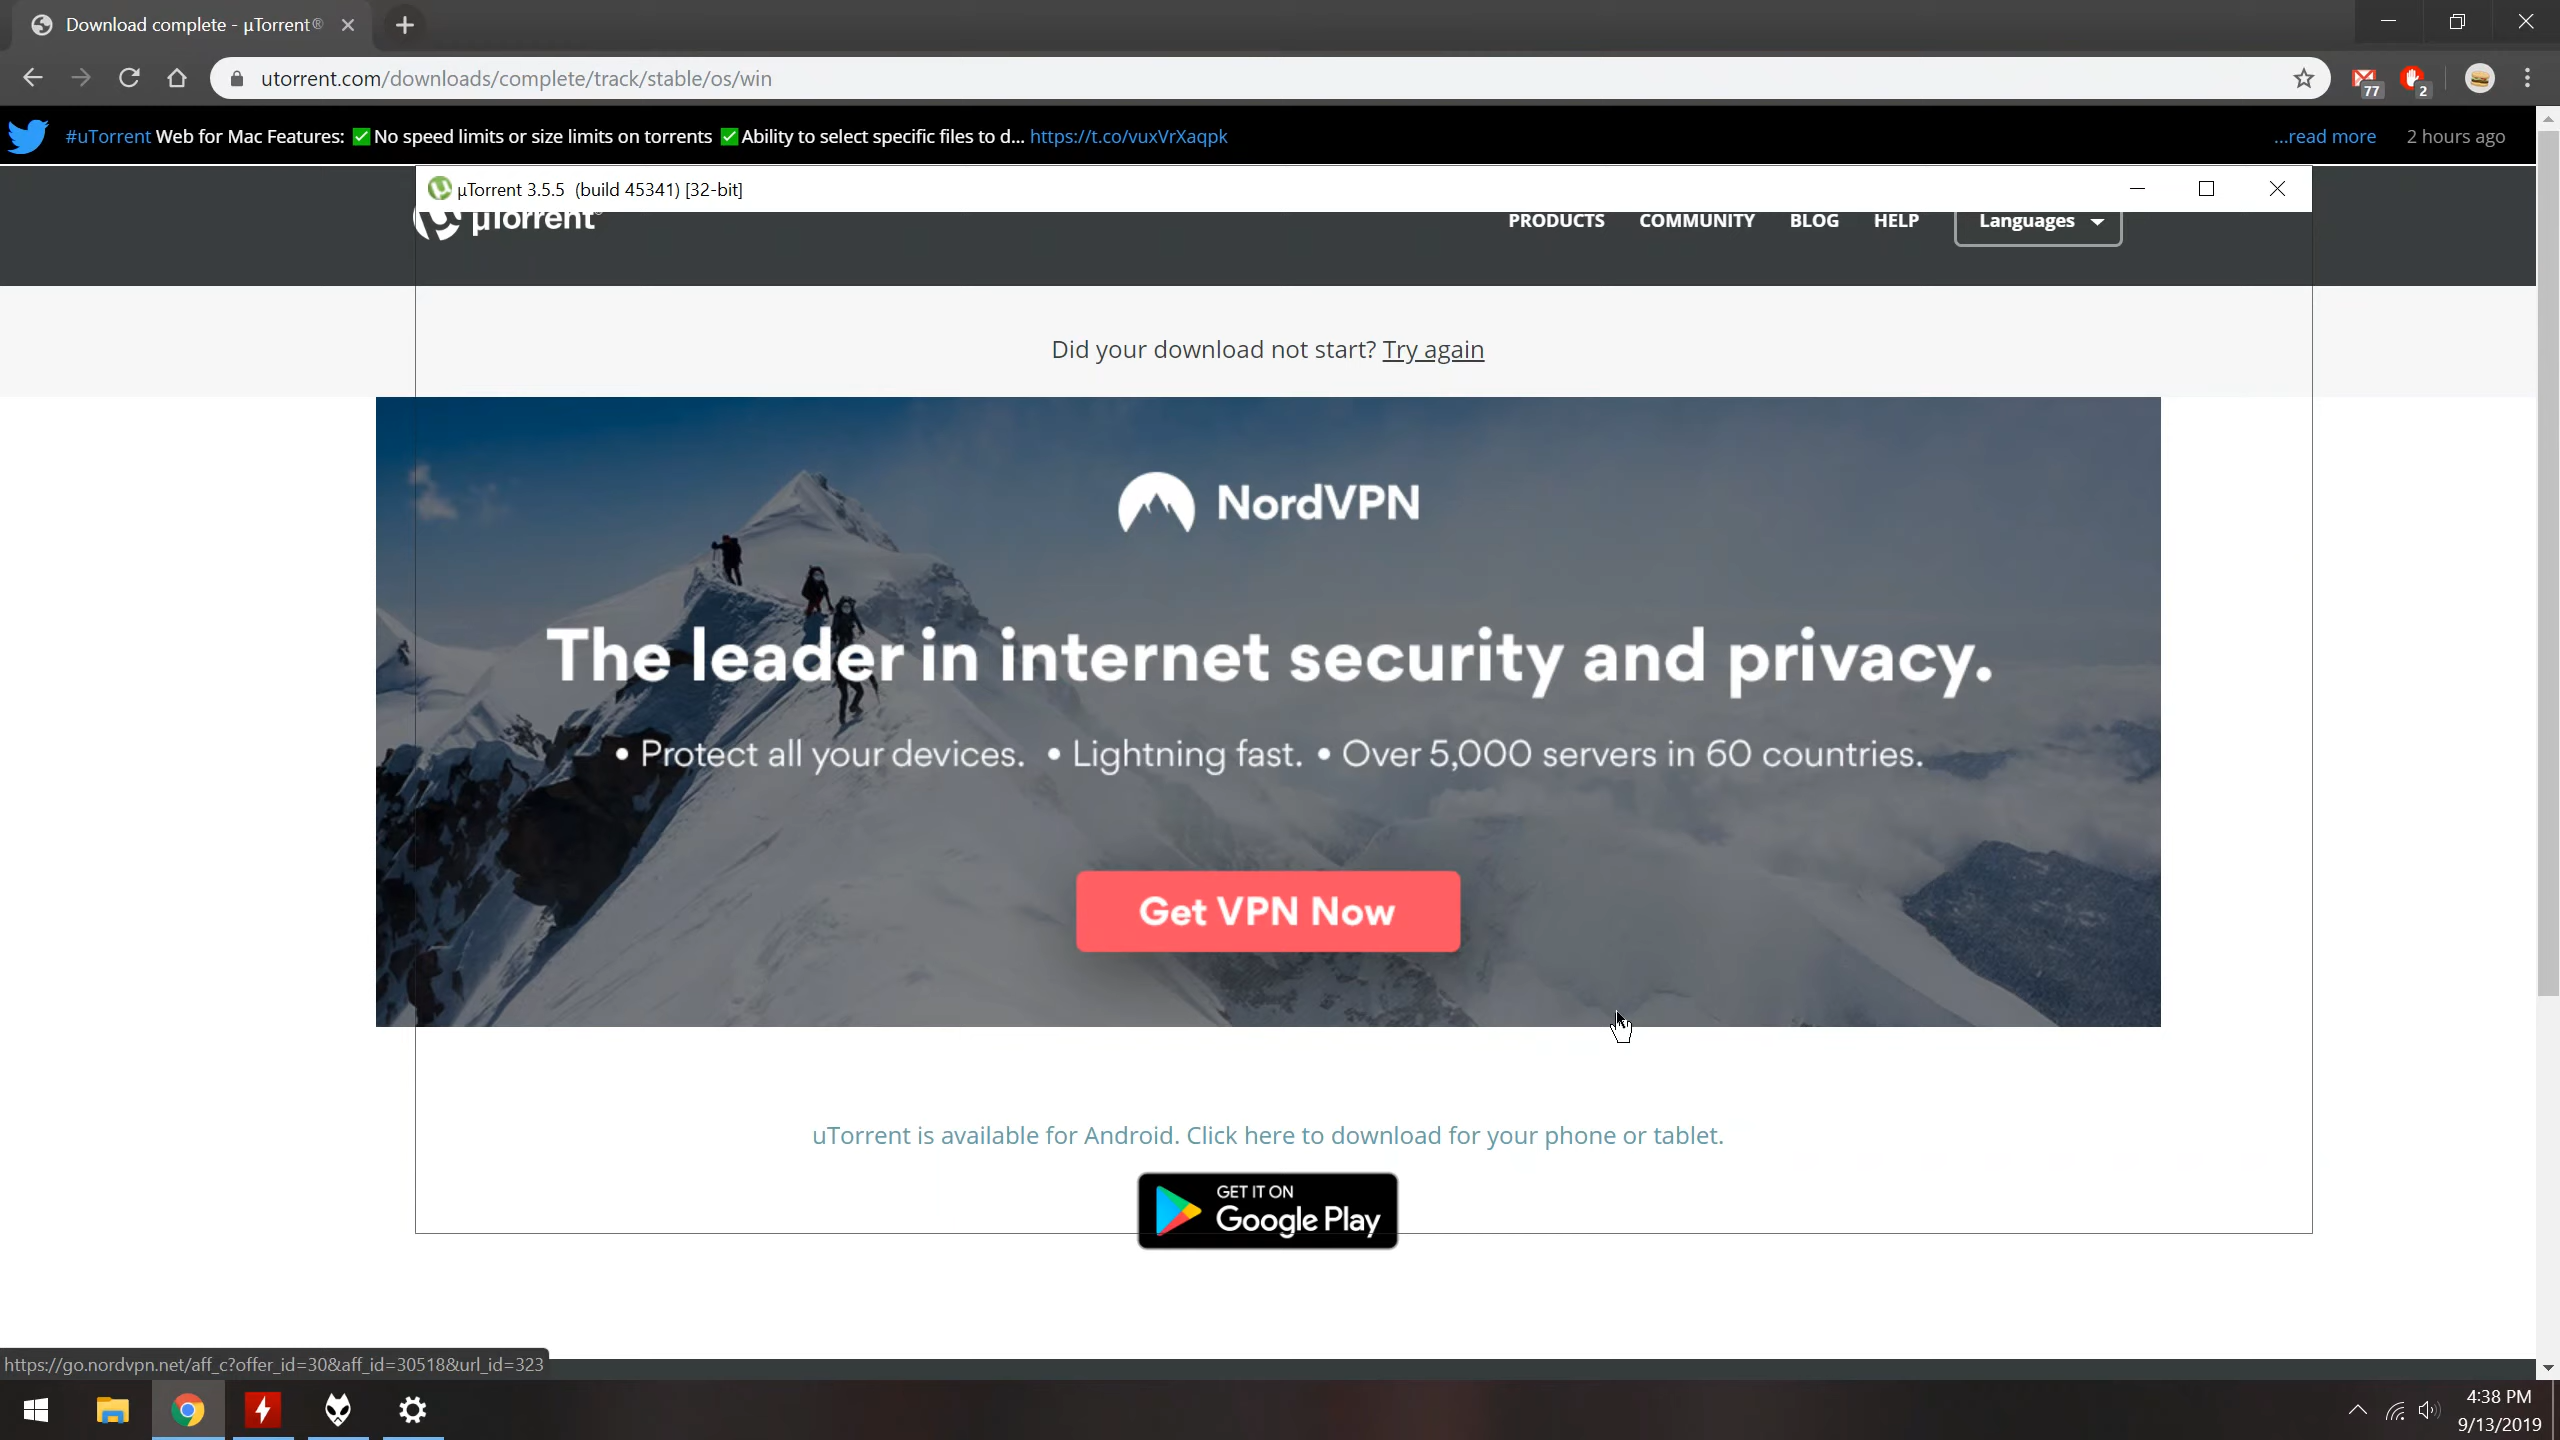 Download complete - µTorrent®
utorrent.com/downloads/complete/track/stable/os/win
77
2
#uTorrent Web for Mac Features: ✅No speed limits or size limits on torrents ✅Ability to select specific files to d... https://t.co/vuxVrXaqpk
...read more
2 hours ago
µTorrent 3.5.5 (build 45341) [32-bit]
µTorrent
PRODUCTS
COMMUNITY
BLOG
HELP
Languages
Did your download not start? Try again
NordVPN
The leader in internet security and privacy.
• Protect all your devices. • Lightning fast. • Over 5,000 servers in 60 countries.
Get VPN Now
uTorrent is available for Android. Click here to download for your phone or tablet.
GET IT ON
Google Play
https://go.nordvpn.net/aff_c?offer_id=30&aff_id=30518&url_id=323
4:38 PM
9/13/2019